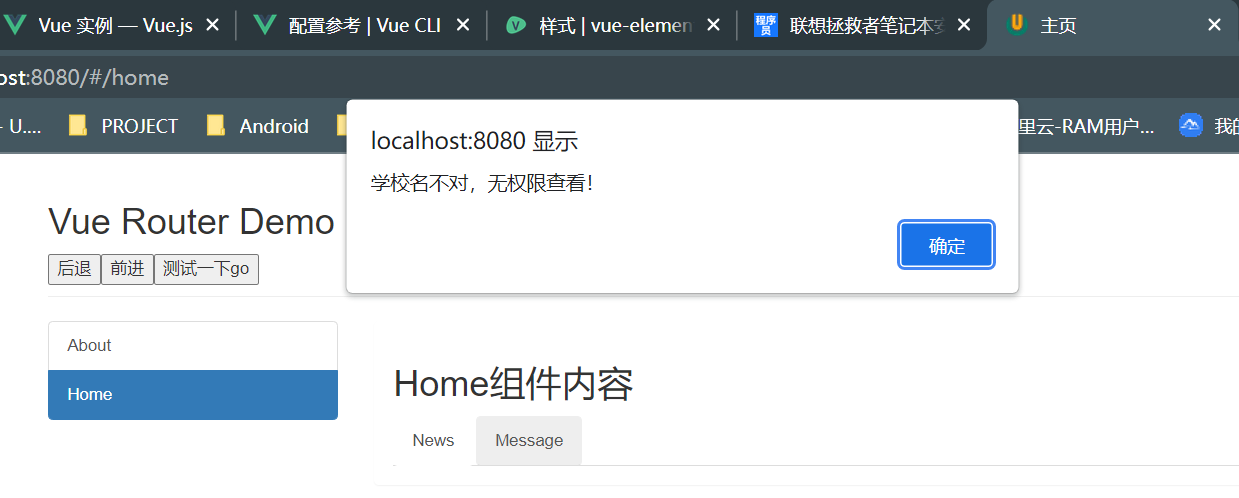 Vue 实例 — Vue.js
配置参考 | Vue CLI
样式 | vue-elemen
程序员
联想拯救者笔记本安
主页
ost:8080/#/home
- U....
PROJECT
Android
里云-RAM用户...
我的
localhost:8080 显示
学校名不对，无权限查看！
确定
Vue Router Demo
后退 前进 测试一下go
About
Home
Home组件内容
News Message